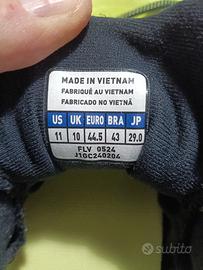 MADE IN VIETNAM
FABRIQUÉ AU VIETNAM
FABRICADO NO VIETNÃ
US UK EURO BRA JP
11 10 44.5 43 29.0
FLV 0524
J1GC240204
subito